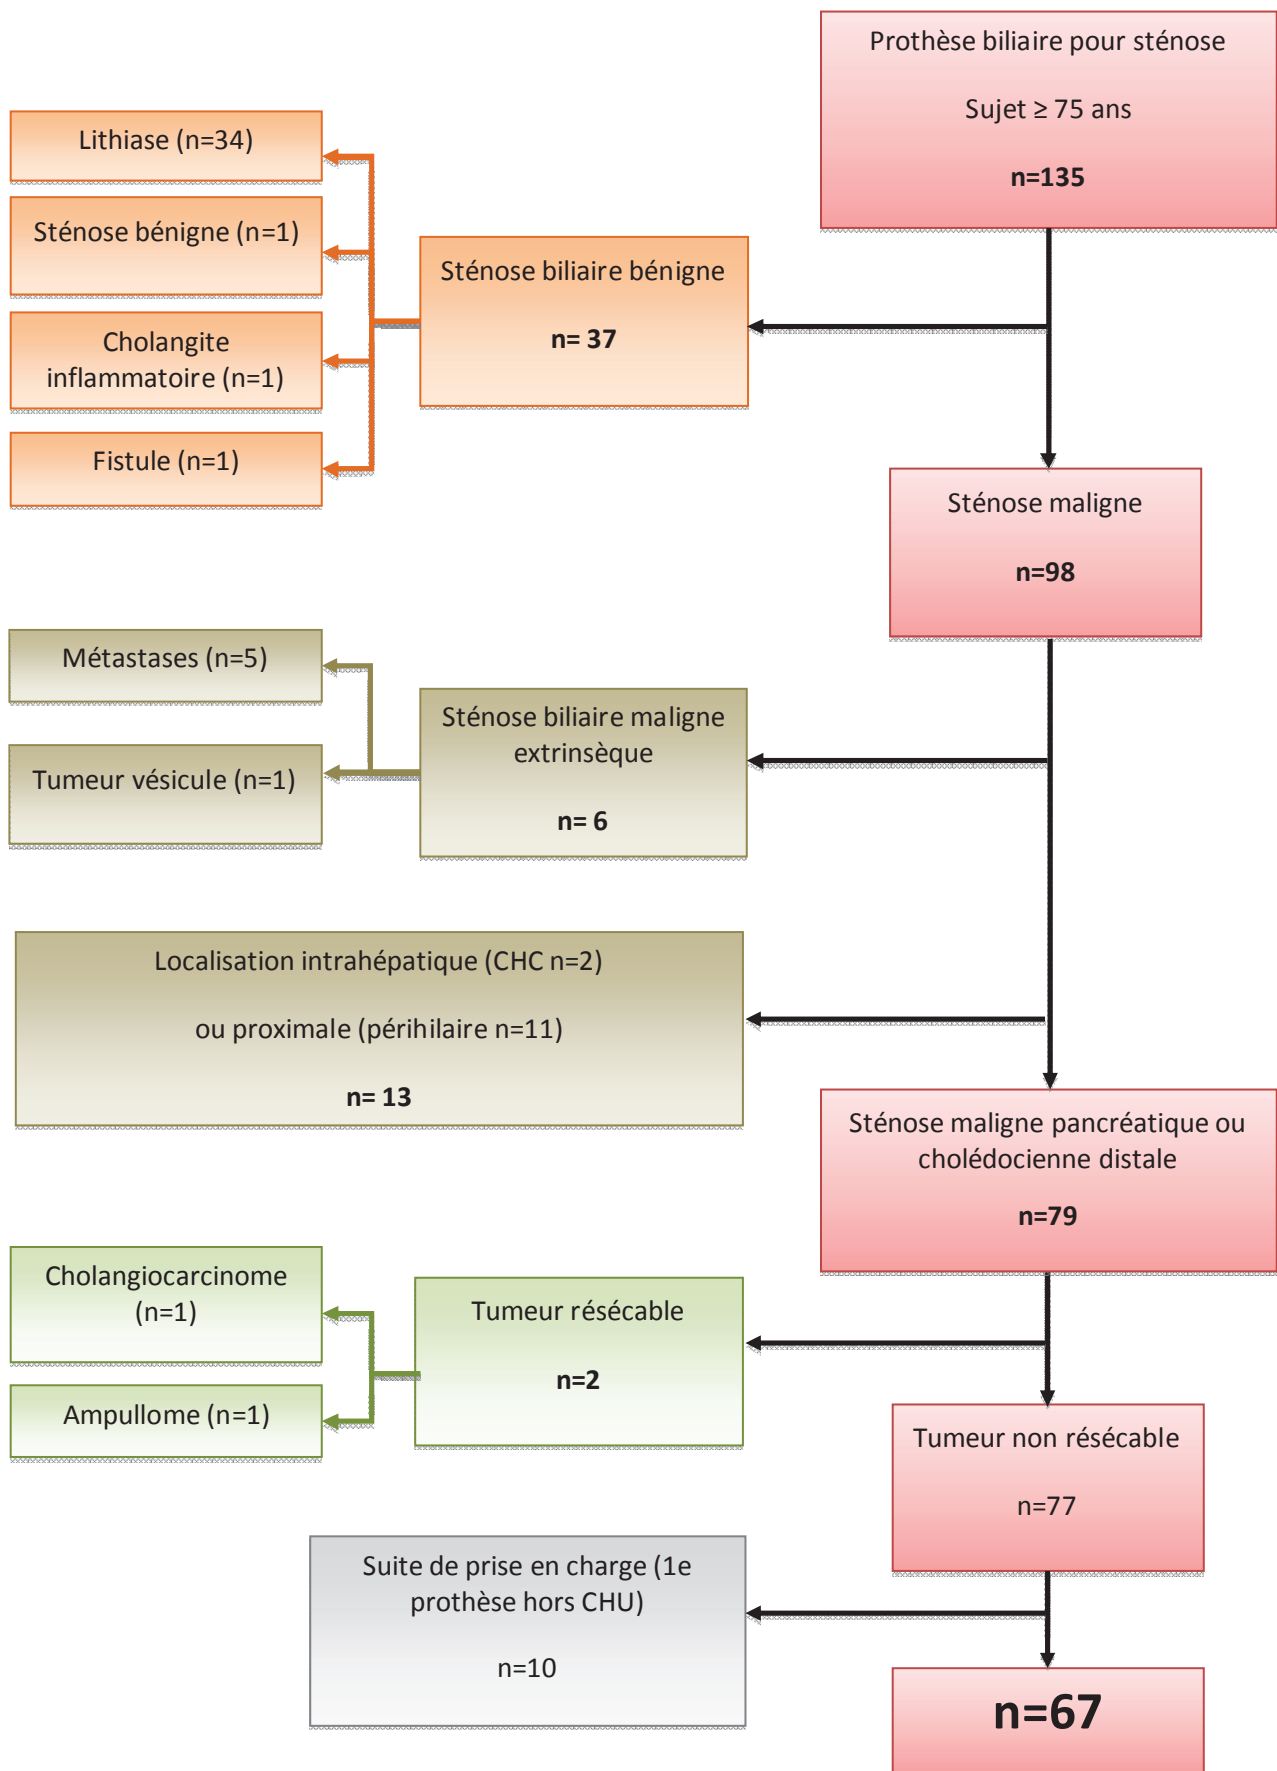 Prothèse biliaire pour sténose
Sujet ≥ 75 ans
n=135
Lithiase (n=34)
Sténose bénigne (n=1)
Cholangite
inflammatoire (n=1)
Fistule (n=1)
Sténose biliaire bénigne
n= 37
Sténose maligne
n=98
Métastases (n=5)
Tumeur vésicule (n=1)
Sténose biliaire maligne
extrinsèque
n= 6
Localisation intrahépatique (CHC n=2)
ou proximale (périhilaire n=11)
n= 13
Sténose maligne pancréatique ou
cholédocienne distale
n=79
Cholangiocarcinome
(n=1)
Ampullome (n=1)
Tumeur résécable
n=2
Tumeur non résécable
n=77
Suite de prise en charge (1e
prothèse hors CHU)
n=10
n=67